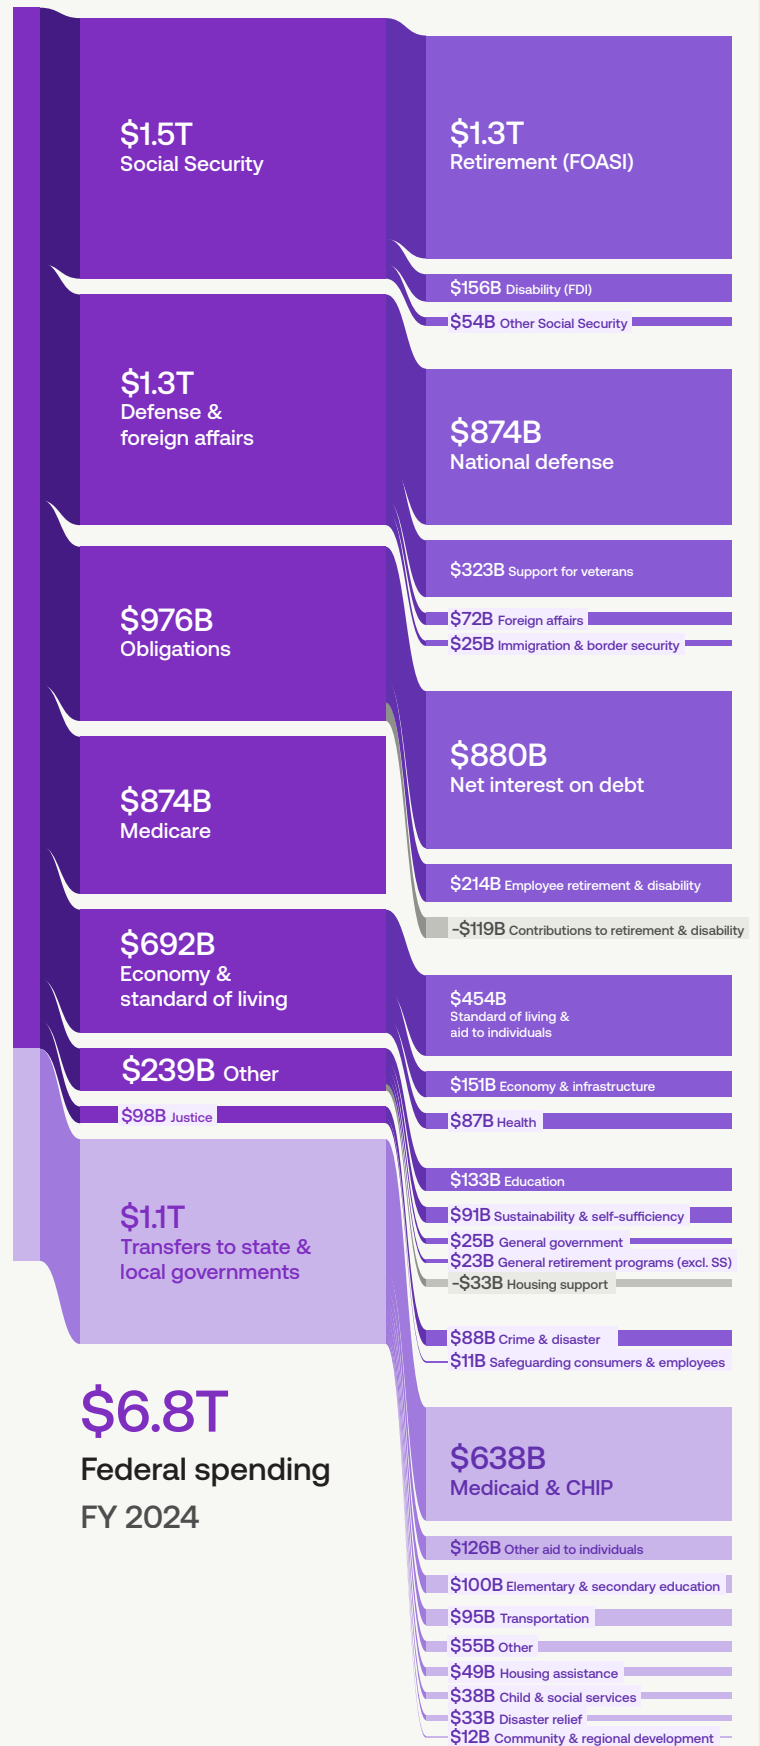 $1.5T
Social Security
$1.3T
Defense &
foreign affairs
$976B
Obligations
$874B
Medicare
$692B
Economy &
standard of living
$239B Other
$98B Justice
$1.1T
Transfers to state &
local governments
$6.8T
Federal spending
FY 2024
$1.3T
Retirement (FOASI)
$156B Disability (FDI)
$54B Other Social Security
$874B
National defense
$323B Support for veterans
$72B Foreign affairs
$25B Immigration & border security
$880B
Net interest on debt
$214B Employee retirement & disability
-$119B Contributions to retirement & disability
$454B
Standard of living &
aid to individuals
$151B Economy & infrastructure
$87B Health
$133B Education
$91B Sustainability & self-sufficiency
$25B General government
$23B General retirement programs (excl. SS)
-$33B Housing support
$88B Crime & disaster
$11B Safeguarding consumers & employees
$638B
Medicaid & CHIP
$126B Other aid to individuals
$100B Elementary & secondary education
$95B Transportation
$55B Other
$49B Housing assistance
$38B Child & social services
$33B Disaster relief
$12B Community & regional development